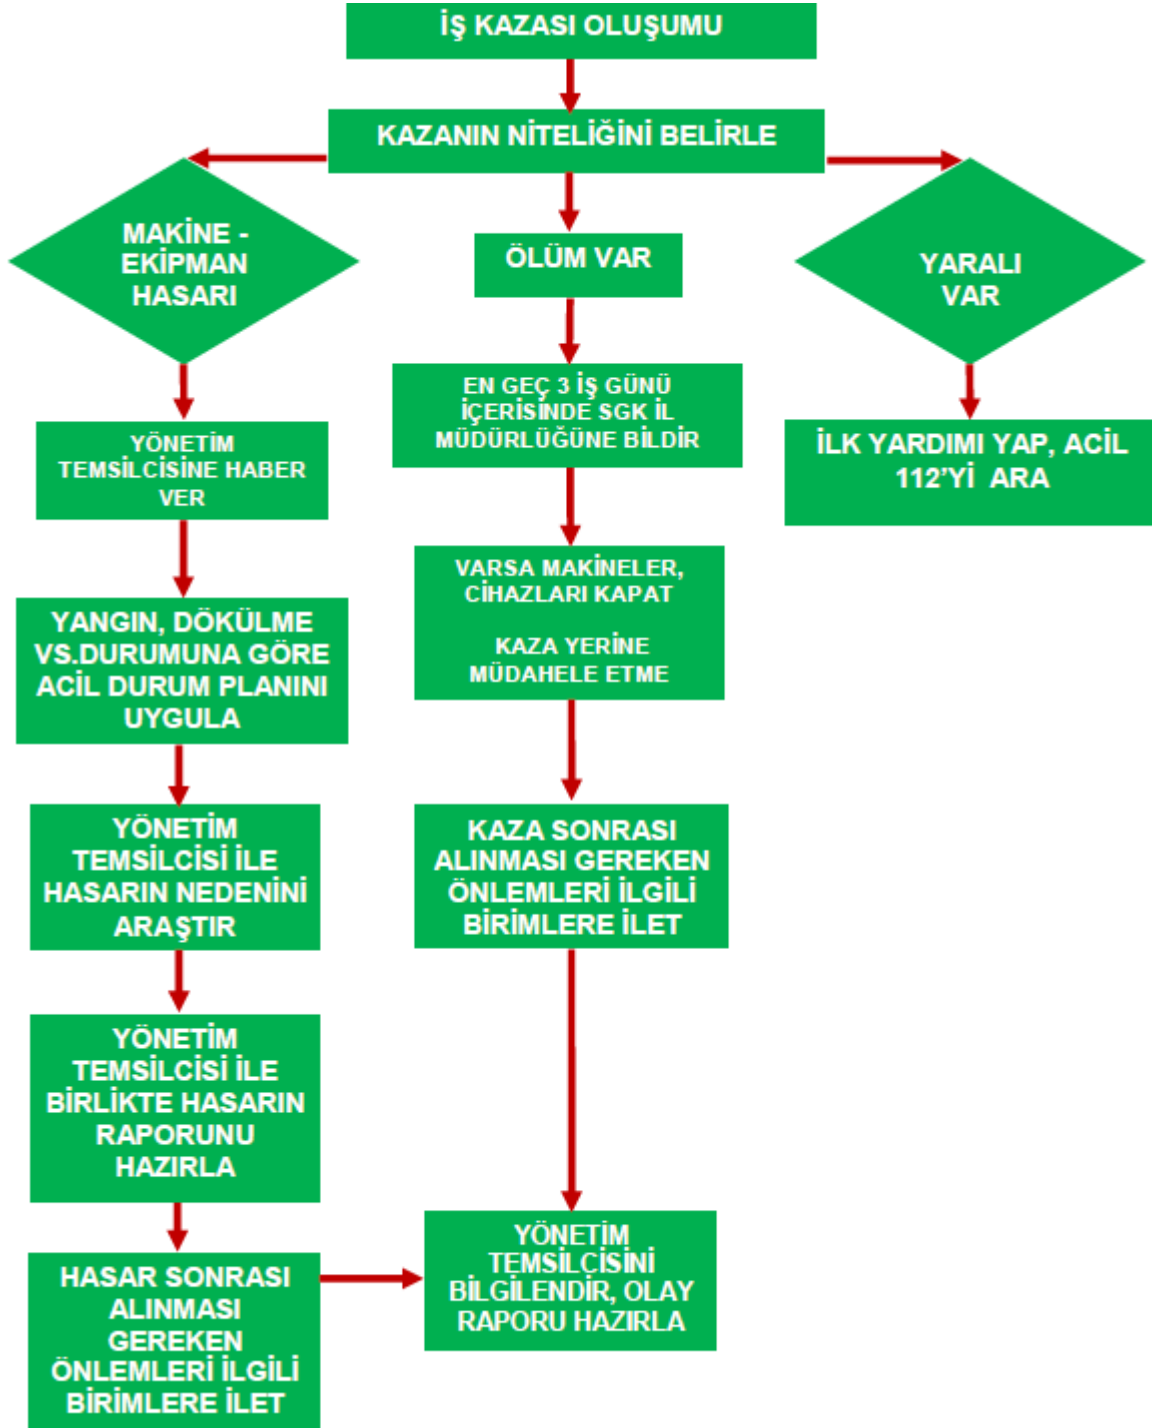 İŞ KAZASI OLUŞUMU
KAZANIN NİTELİĞİNİ BELİRLE
MAKİNE -
EKİPMAN
HASARI
YÖNETİM
TEMSİLCİSİNE HABER
VER
YANGIN, DÖKÜLME
VS.DURUMUNA GÖRE
ACİL DURUM PLANINI
UYGULA
YÖNETİM
TEMSİLCİSİ İLE
HASARIN NEDENİNİ
ARAŞTIR
YÖNETİM
TEMSİLCİSİ İLE
BİRLİKTE HASARIN
RAPORUNU
HAZIRLA
HASAR SONRASI
ALINMASI
GEREKEN
ÖNLEMLERİ İLGİLİ
BİRİMLERE İLET
ÖLÜM VAR
EN GEÇ 3 İŞ GÜNÜ
İÇERİSİNDE SGK İL
MÜDÜRLÜĞÜNE BİLDİR
VARSA MAKİNELER,
CİHAZLARI KAPAT
KAZA YERİNE
MÜDAHELE ETME
KAZA SONRASI
ALINMASI GEREKEN
ÖNLEMLERİ İLGİLİ
BİRİMLERE İLET
YÖNETİM
TEMSİLCİSİNİ
BİLGİLENDİR, OLAY
RAPORU HAZIRLA
YARALI
VAR
İLK YARDIMI YAP, ACİL
112'Yİ ARA